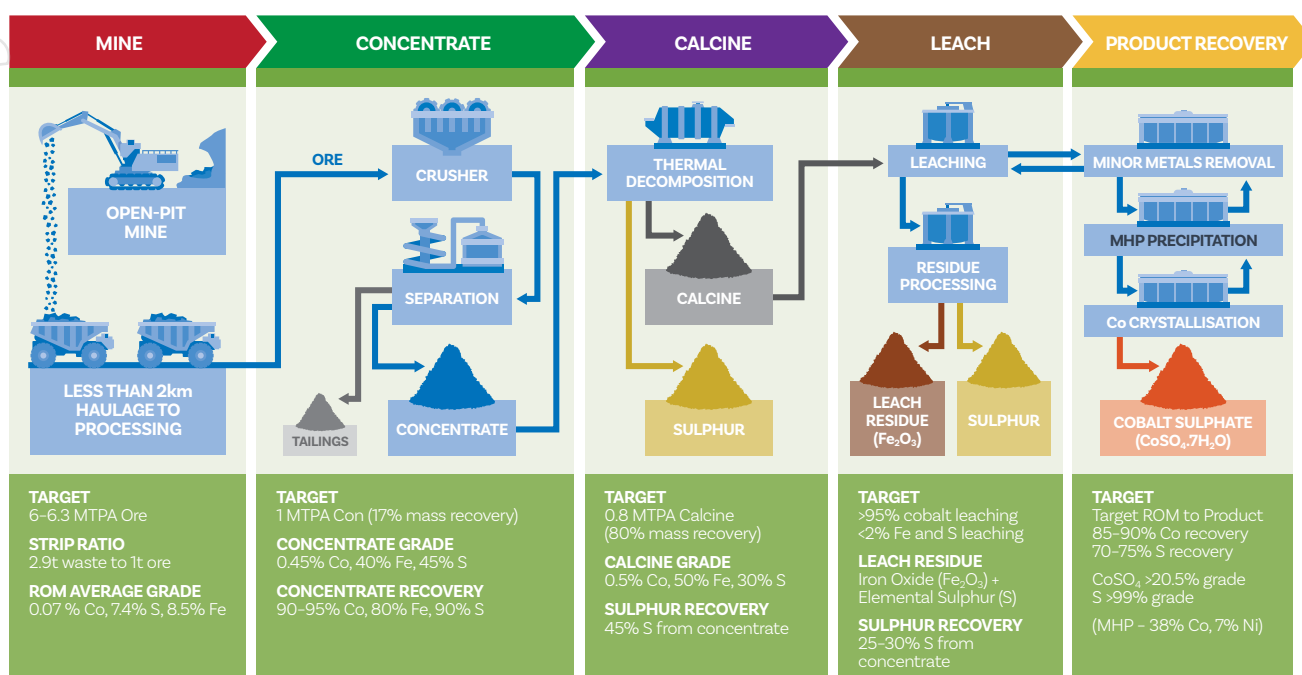 MINE
CONCENTRATE
CALCINE
LEACH
PRODUCT RECOVERY
OPEN-PIT
MINE
LESS THAN 2km
HAULAGE TO
PROCESSING
ORE
CRUSHER
SEPARATION
TAILINGS
CONCENTRATE
THERMAL
DECOMPOSITION
CALCINE
SULPHUR
LEACHING
RESIDUE
PROCESSING
LEACH
RESIDUE
(Fe₂O₃)
SULPHUR
MINOR METALS REMOVAL
MHP PRECIPITATION
Co CRYSTALLISATION
COBALT SULPHATE
(CoSO₄.7H₂O)
TARGET
6–6.3 MTPA Ore
STRIP RATIO
2.9t waste to 1t ore
ROM AVERAGE GRADE
0.07 % Co, 7.4% S, 8.5% Fe
TARGET
1 MTPA Con (17% mass recovery)
CONCENTRATE GRADE
0.45% Co, 40% Fe, 45% S
CONCENTRATE RECOVERY
90–95% Co, 80% Fe, 90% S
TARGET
0.8 MTPA Calcine
(80% mass recovery)
CALCINE GRADE
0.5% Co, 50% Fe, 30% S
SULPHUR RECOVERY
45% S from concentrate
TARGET
>95% cobalt leaching
<2% Fe and S leaching
LEACH RESIDUE
Iron Oxide (Fe₂O₃) +
Elemental Sulphur (S)
SULPHUR RECOVERY
25–30% S from
concentrate
TARGET
Target ROM to Product
85–90% Co recovery
70–75% S recovery
CoSO₄ >20.5% grade
S >99% grade
(MHP – 38% Co, 7% Ni)